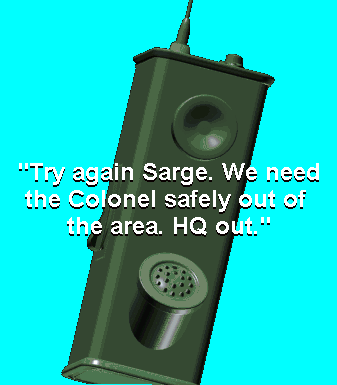 "Try again Sarge. We need
the Colonel safely out of
the area. HQ out."